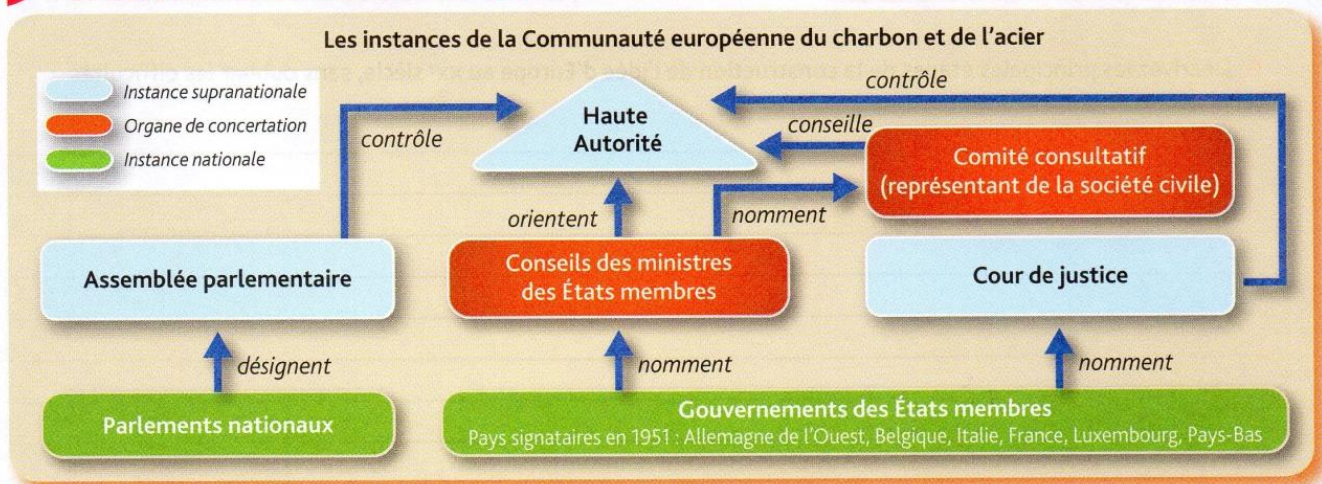 Les instances de la Communauté européenne du charbon et de l'acier
Instance supranationale
Organe de concertation
Instance nationale
contrôle
Haute
Autorité
contrôle
conseille
Comité consultatif
(représentant de la société civile)
orientent
nomment
Assemblée parlementaire
Conseils des ministres
des États membres
Cour de justice
désignent
nomment
nomment
Parlements nationaux
Gouvernements des États membres
Pays signataires en 1951 : Allemagne de l'Ouest, Belgique, Italie, France, Luxembourg, Pays-Bas